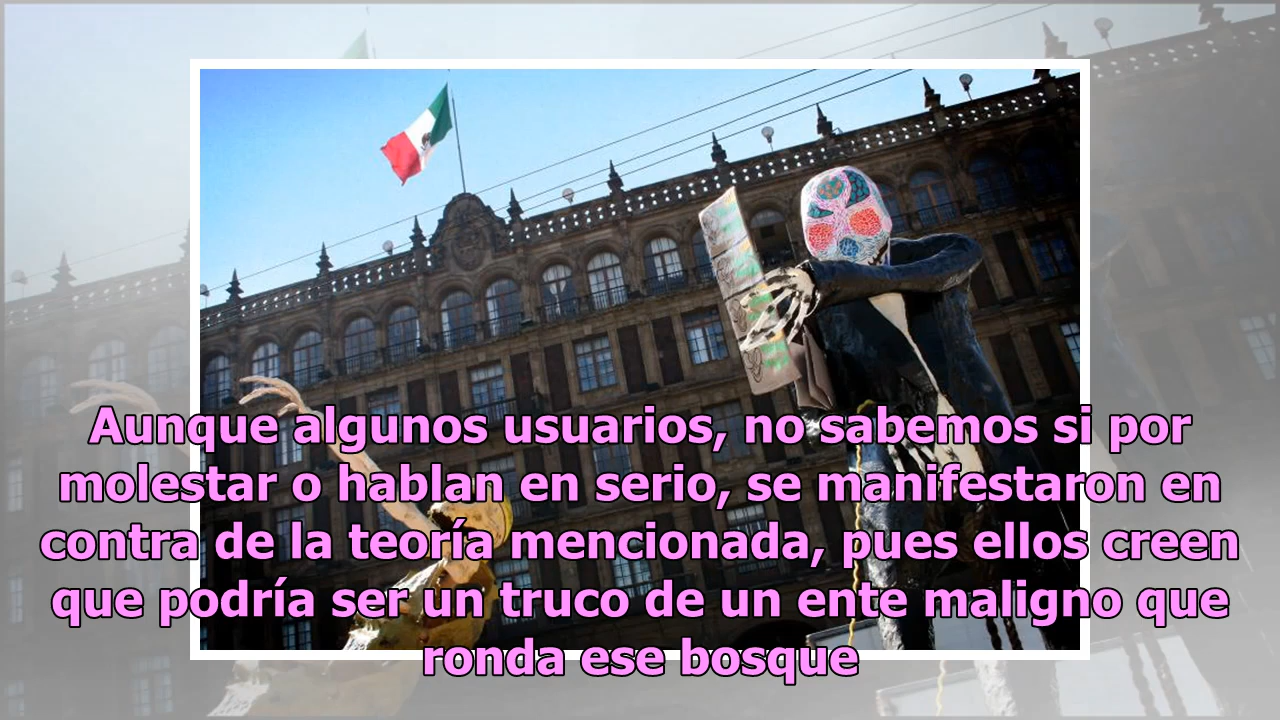 Aunque algunos usuarios, no sabemos si por
molestar o hablan en serio, se manifestaron en
contra de la teoría mencionada, pues ellos creen
que podría ser un truco de un ente maligno que
ronda ese bosque